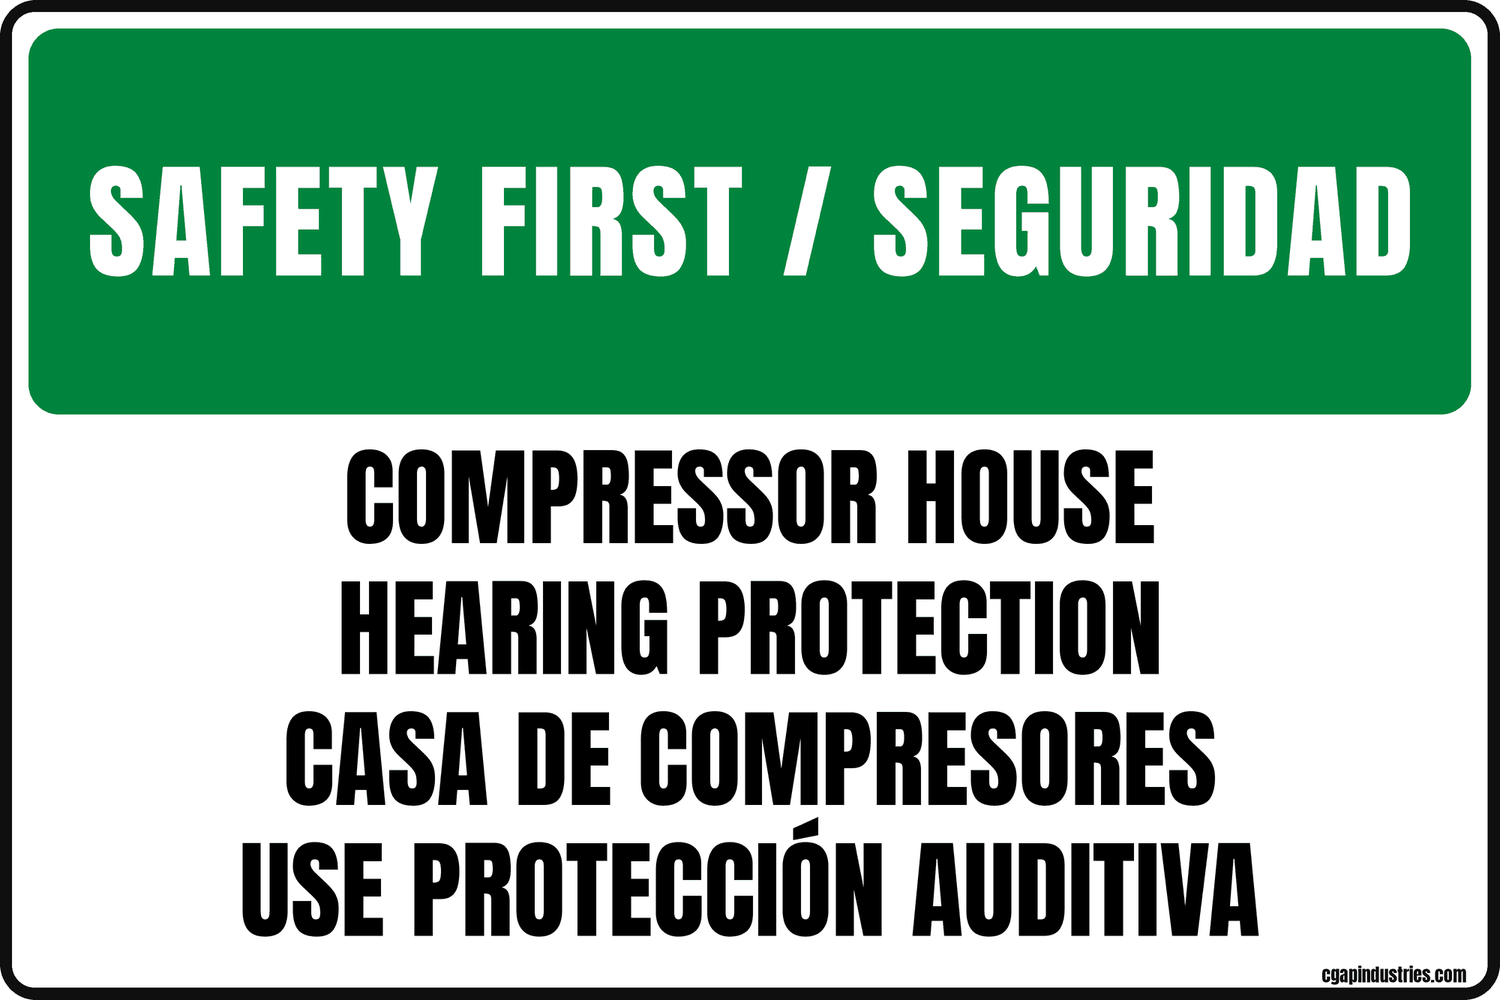 SAFETY FIRST / SEGURIDAD
COMPRESSOR HOUSE
HEARING PROTECTION
CASA DE COMPRESORES
USE PROTECCIÓN AUDITIVA
cgapindustries.com